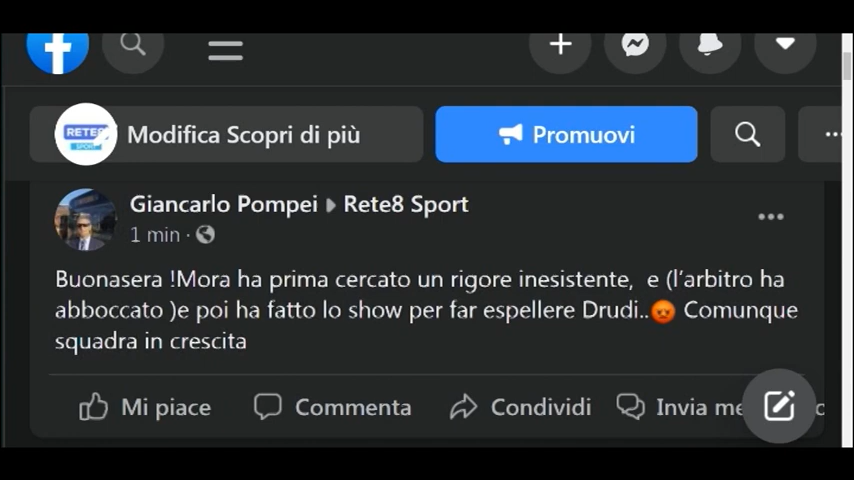 RETE8
SPORT
Modifica Scopri di più
Promuovi
Giancarlo Pompei Rete8 Sport
1 min ·
Buonasera !Mora ha prima cercato un rigore inesistente, e (l'arbitro ha
abboccato )e poi ha fatto lo show per far espellere Drudi.. Comunque
squadra in crescita
Mi piace
Commenta
Condividi
Invia me